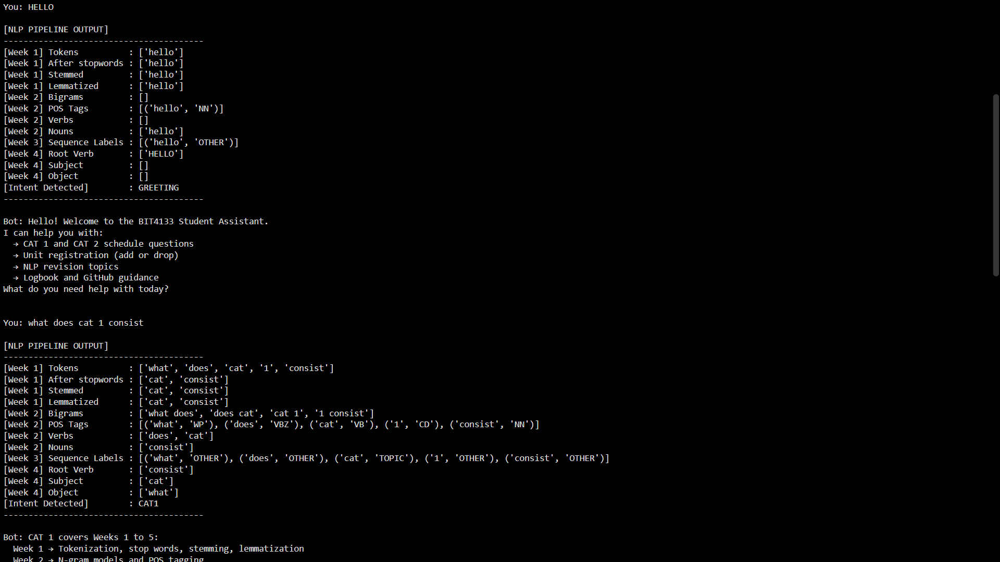 You: HELLO
[NLP PIPELINE OUTPUT]
----------------------------------------
[Week 1] Tokens          : ['hello']
[Week 1] After stopwords : ['hello']
[Week 1] Stemmed         : ['hello']
[Week 1] Lemmatized      : ['hello']
[Week 2] Bigrams         : []
[Week 2] POS Tags        : [('hello', 'NN')]
[Week 2] Verbs           : []
[Week 2] Nouns           : ['hello']
[Week 3] Sequence Labels : [('hello', 'OTHER')]
[Week 4] Root Verb       : ['HELLO']
[Week 4] Subject         : []
[Week 4] Object          : []
[Intent Detected]        : GREETING
----------------------------------------
Bot: Hello! Welcome to the BIT4133 Student Assistant.
I can help you with:
  → CAT 1 and CAT 2 schedule questions
  → Unit registration (add or drop)
  → NLP revision topics
  → Logbook and GitHub guidance
What do you need help with today?
You: what does cat 1 consist
[NLP PIPELINE OUTPUT]
----------------------------------------
[Week 1] Tokens          : ['what', 'does', 'cat', '1', 'consist']
[Week 1] After stopwords : ['cat', 'consist']
[Week 1] Stemmed         : ['cat', 'consist']
[Week 1] Lemmatized      : ['cat', 'consist']
[Week 2] Bigrams         : ['what does', 'does cat', 'cat 1', '1 consist']
[Week 2] POS Tags        : [('what', 'WP'), ('does', 'VBZ'), ('cat', 'VB'), ('1', 'CD'), ('consist', 'NN')]
[Week 2] Verbs           : ['does', 'cat']
[Week 2] Nouns           : ['consist']
[Week 3] Sequence Labels : [('what', 'OTHER'), ('does', 'OTHER'), ('cat', 'TOPIC'), ('1', 'OTHER'), ('consist', 'OTHER')]
[Week 4] Root Verb       : ['consist']
[Week 4] Subject         : ['cat']
[Week 4] Object          : ['what']
[Intent Detected]        : CAT1
----------------------------------------
Bot: CAT 1 covers Weeks 1 to 5:
  Week 1 → Tokenization, stop words, stemming, lemmatization
  Week 2 → N-gram models and POS tagging